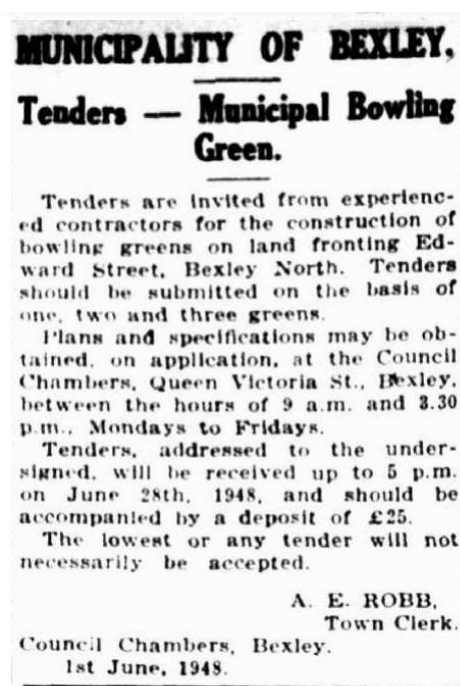 MUNICIPALITY OF BEXLEY.
Tenders — Municipal Bowling
Green.
Tenders are invited from experienc-
ed contractors for the construction of
bowling greens on land fronting Ed-
ward Street, Bexley North. Tenders
should be submitted on the basis of
one, two and three greens.
Plans and specifications may be ob-
tained, on application, at the Council
Chambers, Queen Victoria St., Bexley,
between the hours of 9 a.m. and 3.30
p.m., Mondays to Fridays.
Tenders, addressed to the under-
signed, will be received up to 5 p.m.
on June 28th, 1948, and should be
accompanied by a deposit of £25.
The lowest or any tender will not
necessarily be accepted.
A. E. ROBB,
Town Clerk.
Council Chambers, Bexley.
1st June, 1948.